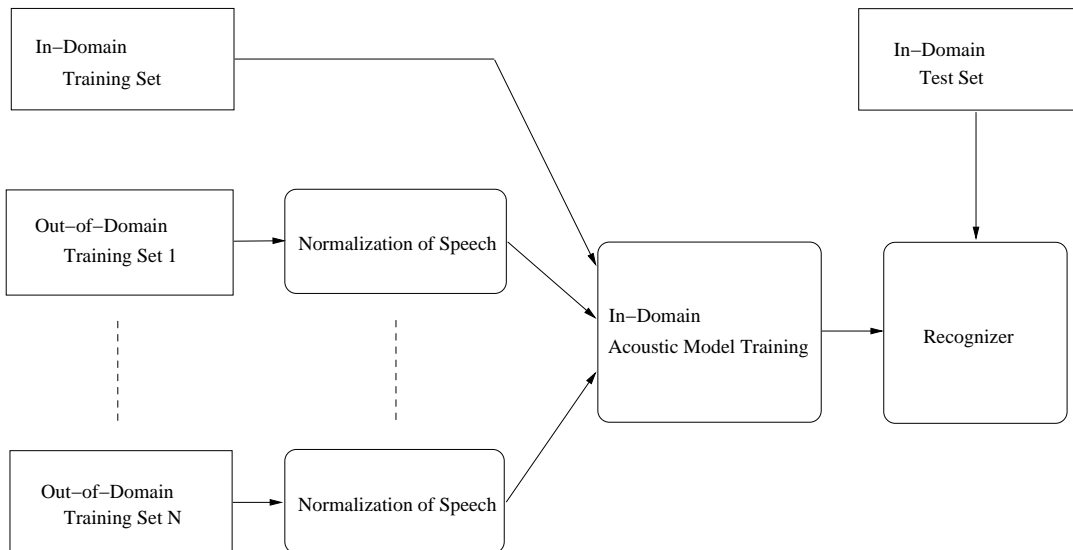 In−Domain
Training Set
In−Domain
Test Set
Out−of−Domain
Training Set 1
Normalization of Speech
In−Domain
Acoustic Model Training
Recognizer
Out−of−Domain
Training Set N
Normalization of Speech